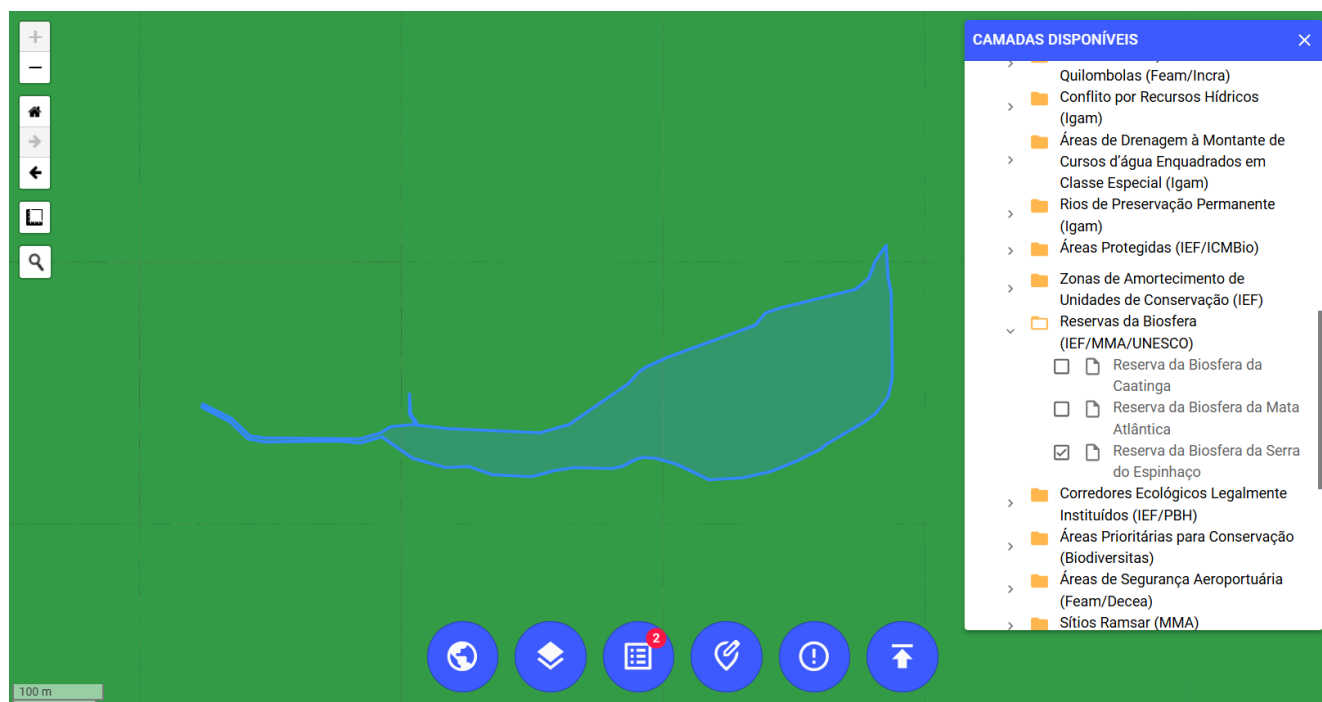 CAMADAS DISPONÍVEIS
Quilombolas (Feam/Incra)
Conflito por Recursos Hídricos
(Igam)
Áreas de Drenagem à Montante de
Cursos d'água Enquadrados em
Classe Especial (Igam)
Rios de Preservação Permanente
(Igam)
Áreas Protegidas (IEF/ICMBio)
Zonas de Amortecimento de
Unidades de Conservação (IEF)
Reservas da Biosfera
(IEF/MMA/UNESCO)
Reserva da Biosfera da
Caatinga
Reserva da Biosfera da Mata
Atlântica
Reserva da Biosfera da Serra
do Espinhaço
Corredores Ecológicos Legalmente
Instituídos (IEF/PBH)
Áreas Prioritárias para Conservação
(Biodiversitas)
Áreas de Segurança Aeroportuária
(Feam/Decea)
Sítios Ramsar (MMA)
2
100 m